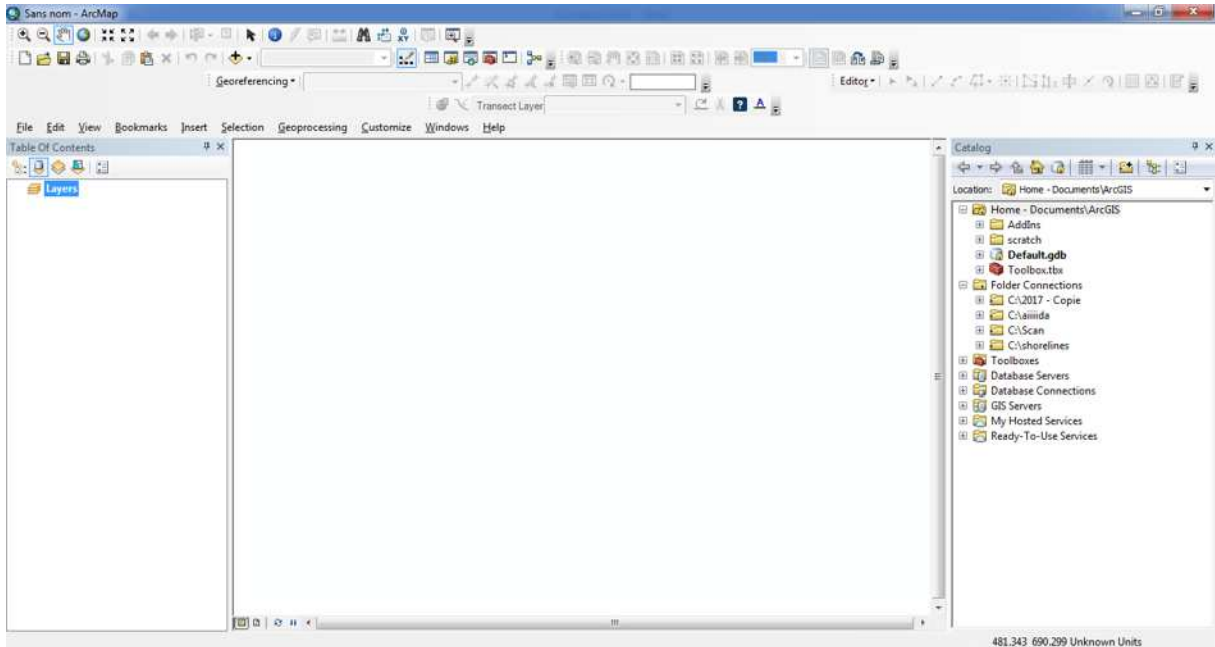 Sans nom - ArcMap
Georeferencing
Editor
Transect Layer
File Edit View Bookmarks Insert Selection Geoprocessing Customize Windows Help
Table Of Contents
Layers
Catalog
Location: Home - Documents\ArcGIS
Home - Documents\ArcGIS
AddIns
scratch
Default.gdb
Toolbox.tbx
Folder Connections
C:\2017 - Copie
C:\Scan
C:\shorelines
Toolboxes
Database Servers
Database Connections
GIS Servers
My Hosted Services
Ready-To-Use Services
481.343 690.299 Unknown Units